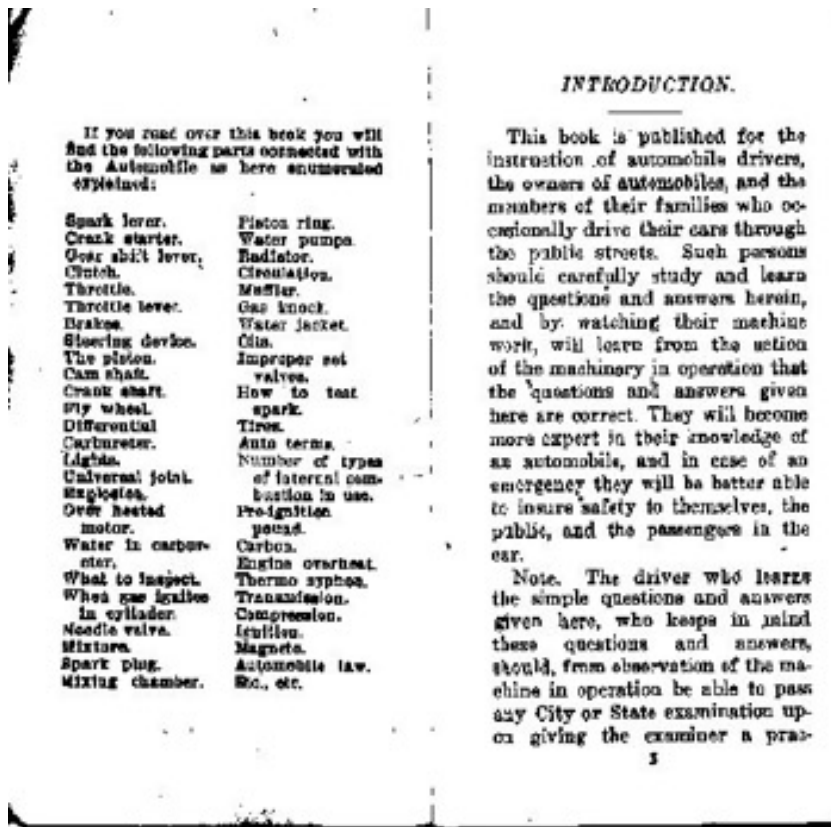 If you read over this book you will
find the following parts connected with
the Automobile as here enumerated
explained:
Spark lever.
Crank starter.
Gear shift lever.
Clutch.
Throttle.
Throttle lever.
Brakes.
Steering device.
The piston.
Cam shaft.
Crank shaft.
Fly wheel.
Differential
Carbureter.
Lights.
Universal joint.
Explosion.
Over heated
motor.
Water in carbur-
eter.
What to inspect.
When gas ignites
in cylinder.
Needle valve.
Mixture.
Spark plug.
Mixing chamber.
Piston ring.
Water pumps.
Radiator.
Circulation.
Muffler.
Gas knock.
Water jacket.
Oils.
Improper set
valves.
How to test
spark.
Tires.
Auto terms.
Number of types
of internal com-
bustion in use.
Pre-ignition
pound.
Carbon.
Engine overheat.
Thermo syphon.
Transmission.
Compression.
Ignition.
Magneto.
Automobile law.
Etc., etc.
INTRODUCTION.
This book is published for the
instruction of automobile drivers,
the owners of automobiles, and the
members of their families who oc-
casionally drive their cars through
the public streets. Such persons
should carefully study and learn
the questions and answers herein,
and by watching their machine
work, will learn from the action
of the machinery in operation that
the questions and answers given
here are correct. They will become
more expert in their knowledge of
an automobile, and in case of an
emergency they will be better able
to insure safety to themselves, the
public, and the passengers in the
car.
Note. The driver who learns
the simple questions and answers
given here, who keeps in mind
these questions and answers,
should, from observation of the ma-
chine in operation be able to pass
any City or State examination up-
on giving the examiner a prac-